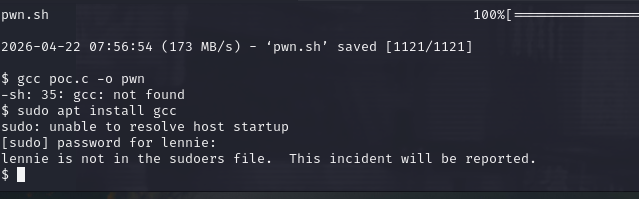 pwn.sh 100%[==================
2026-04-22 07:56:54 (173 MB/s) - ‘pwn.sh’ saved [1121/1121]
$ gcc poc.c -o pwn
-sh: 35: gcc: not found
$ sudo apt install gcc
sudo: unable to resolve host startup
[sudo] password for lennie:
lennie is not in the sudoers file.  This incident will be reported.
$